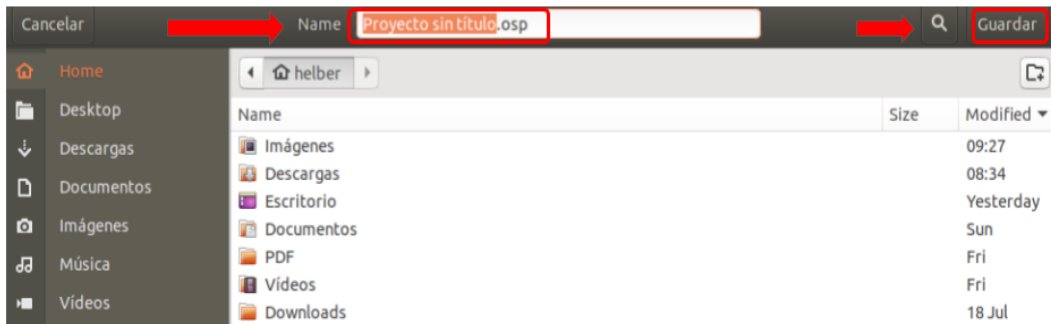 Cancelar Name Proyecto sin título.osp Guardar
Home helber
Desktop Name Size Modified
Descargas Imágenes 09:27
Descargas 08:34
Documentos Escritorio Yesterday
Imágenes Documentos Sun
Música PDF Fri
Vídeos Fri
Vídeos Downloads 18 Jul